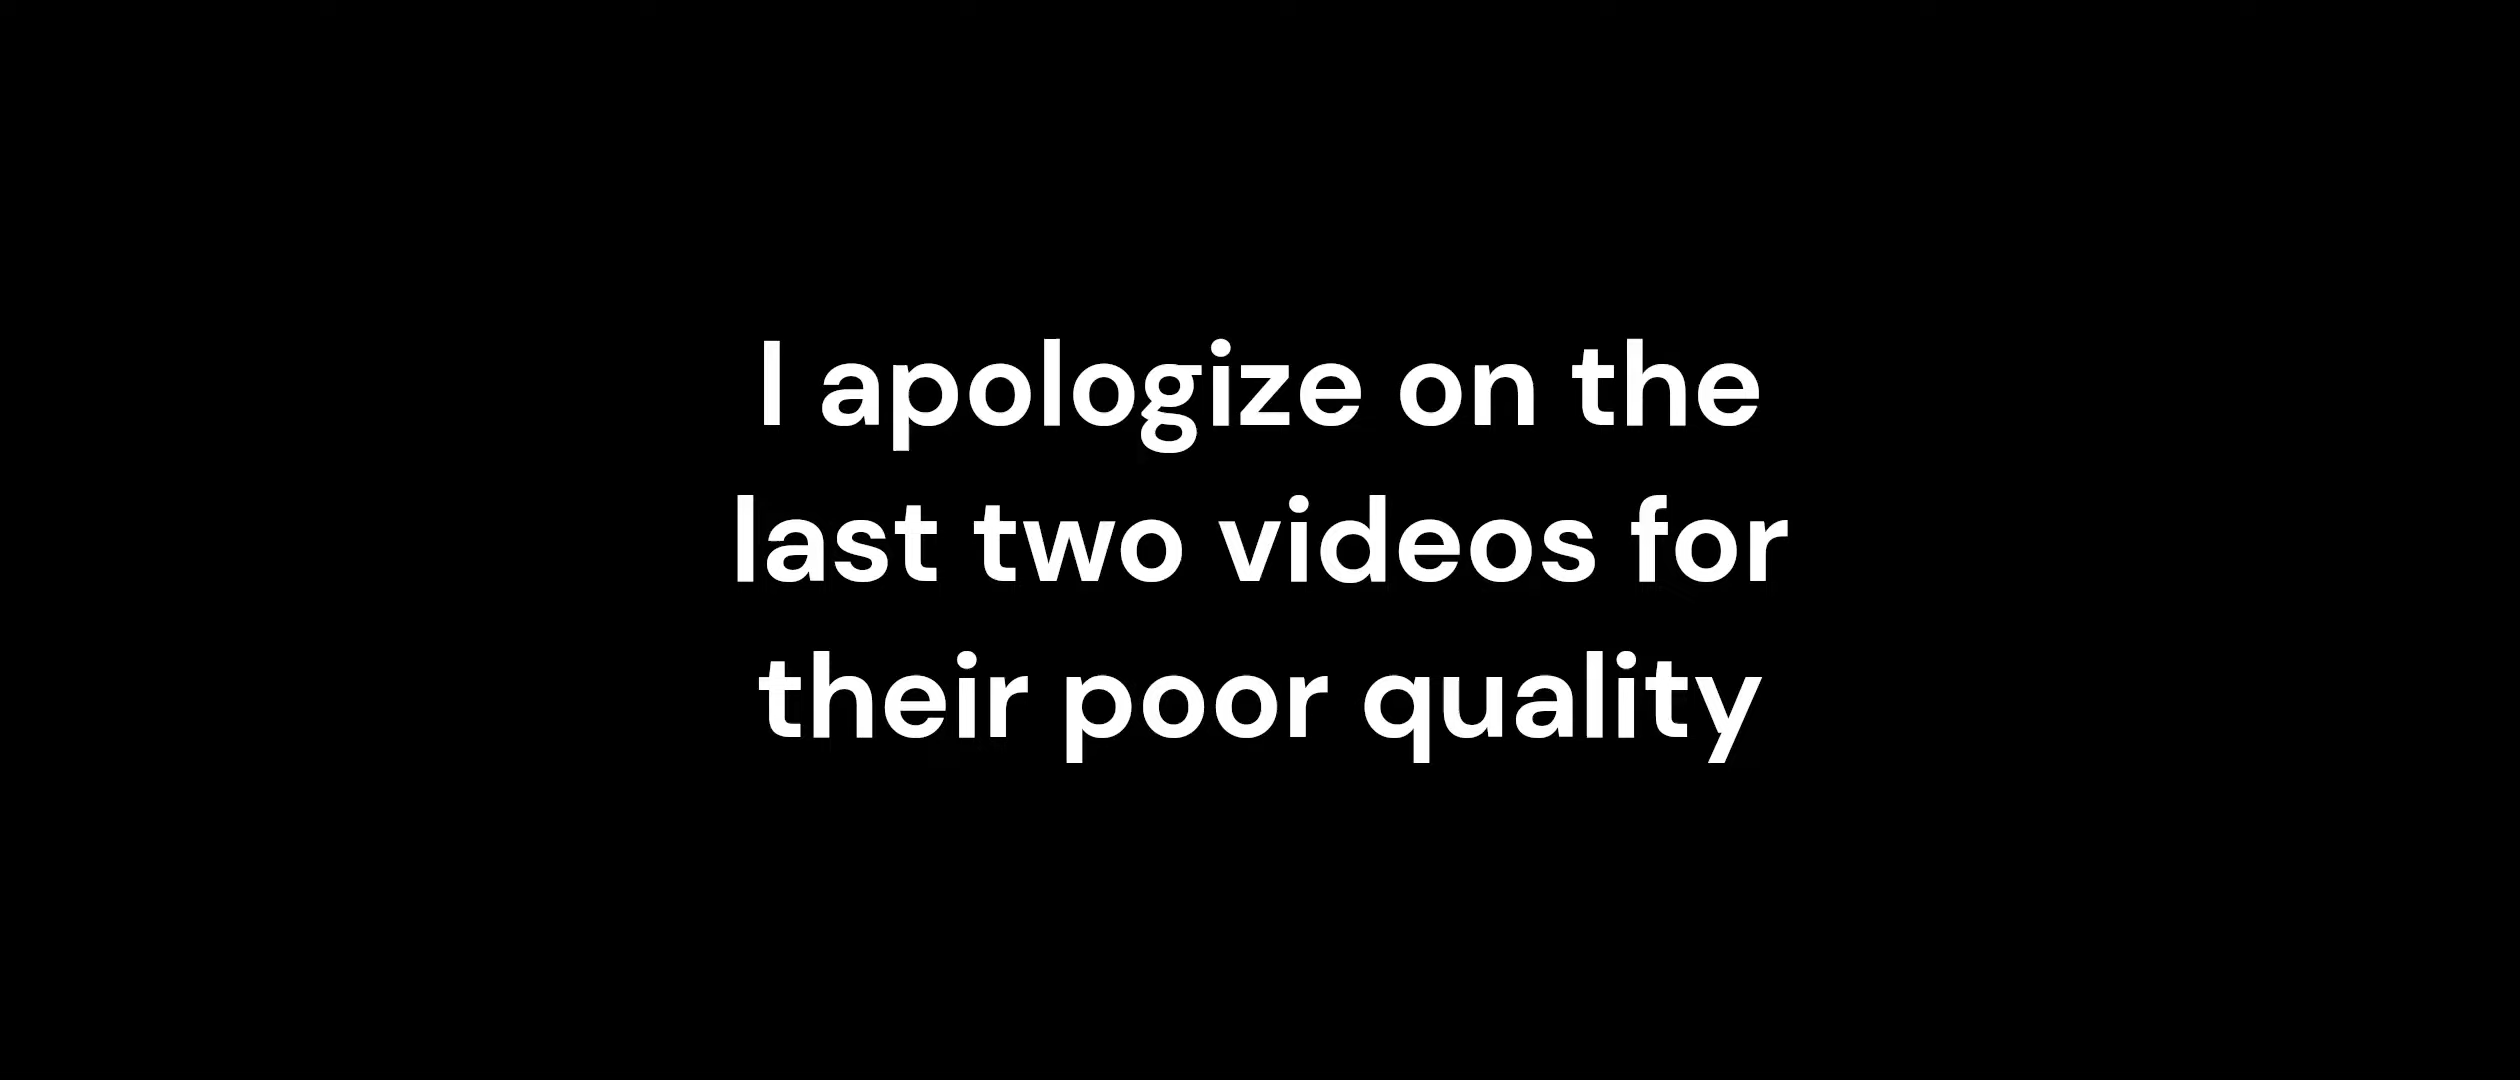 I apologize on the
last two videos for
their poor quality